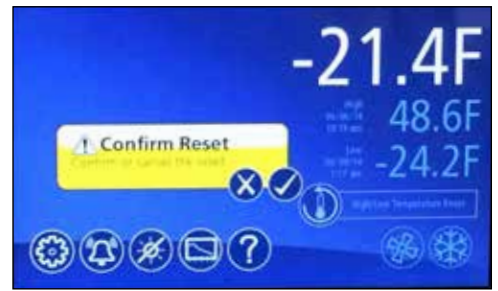 -21.4F
High
48.6F
Low
-24.2F
Confirm Reset
Confirm or cancel the reset
High/Low Temperature Reset
?